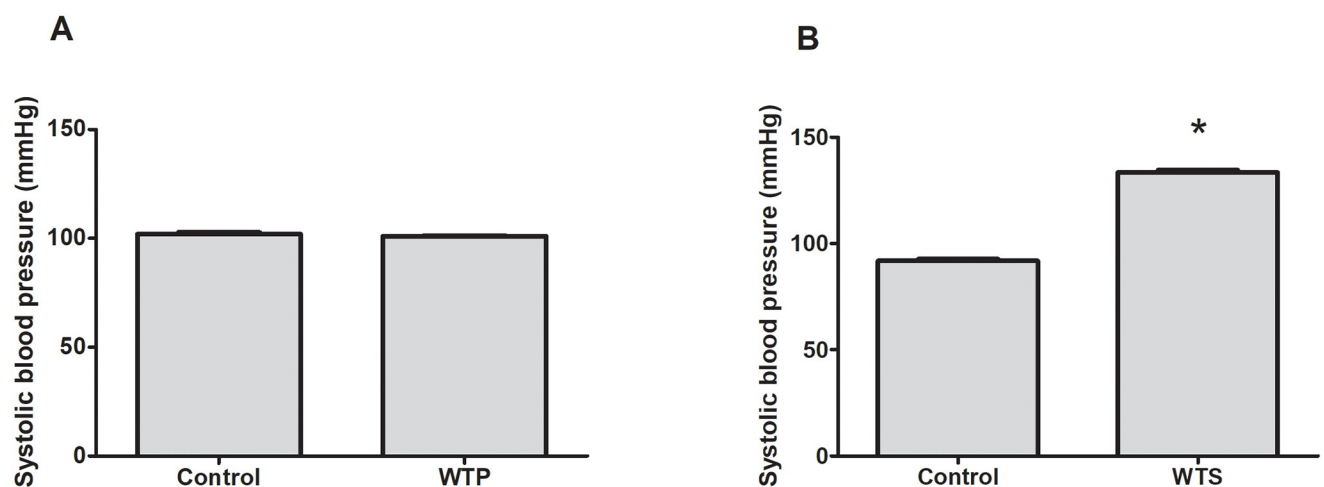 A
Systolic blood pressure (mmHg)
150
100
50
0
Control
WTP
B
Systolic blood pressure (mmHg)
150
100
50
0
*
Control
WTS